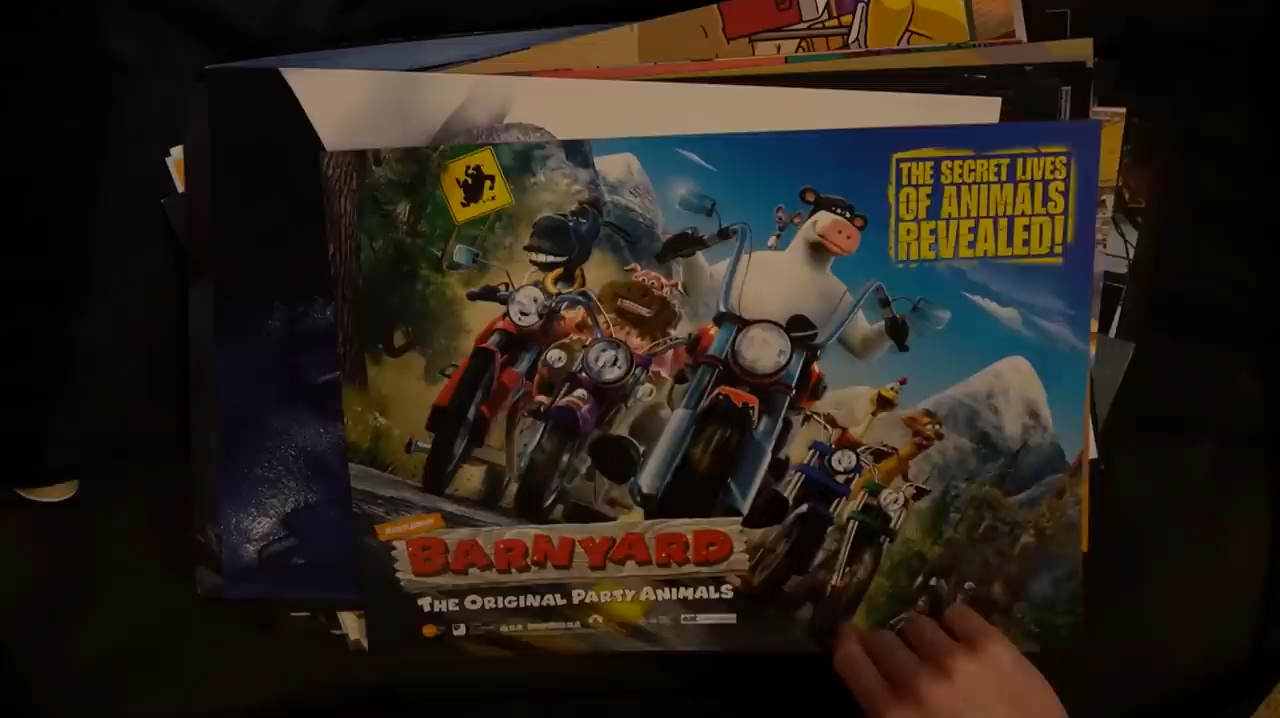 THE SECRET LIVES
OF ANIMALS
REVEALED!
BARNYARD
THE ORIGINAL PARTY ANIMALS